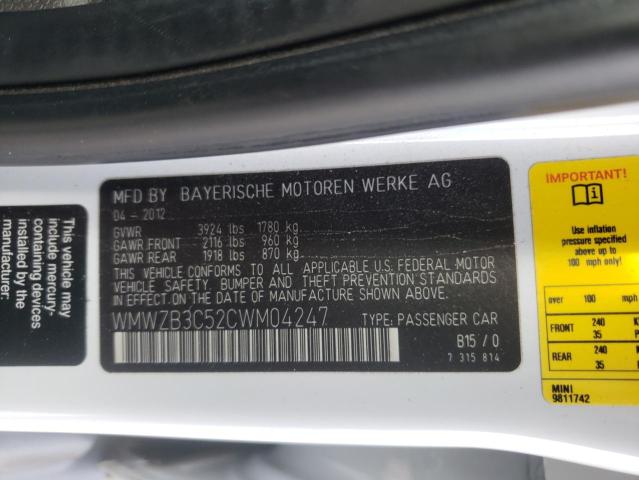 This vehicle may
include mercury-
containing devices
installed by the
manufacturer:
MFD BY BAYERISCHE MOTOREN WERKE AG
04-2012
GVWR 3924 lbs 1780 kg
GAWR FRONT 2116 lbs 960 kg
GAWR REAR 1918 lbs 870 kg
THIS VEHICLE CONFORMS TO ALL APPLICABLE U.S. FEDERAL MOTOR
VEHICLE SAFETY, BUMPER AND THEFT PREVENTION STANDARDS
IN EFFECT ON THE DATE OF MANUFACTURE SHOWN ABOVE.
WMWZB3C52CWM04247 TYPE: PASSENGER CAR
B15/0
7 315 814
IMPORTANT!
Use inflation
pressure specified
above up to
100 mph only!
over 100 mph
FRONT 240
35
REAR 240
35
MINI
9811742